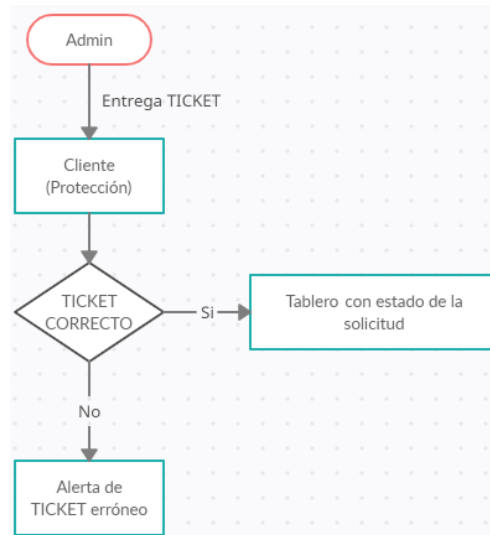 Admin
Entrega TICKET
Cliente
(Protección)
TICKET
CORRECTO
Si
Tablero con estado de la
solicitud
No
Alerta de
TICKET erróneo